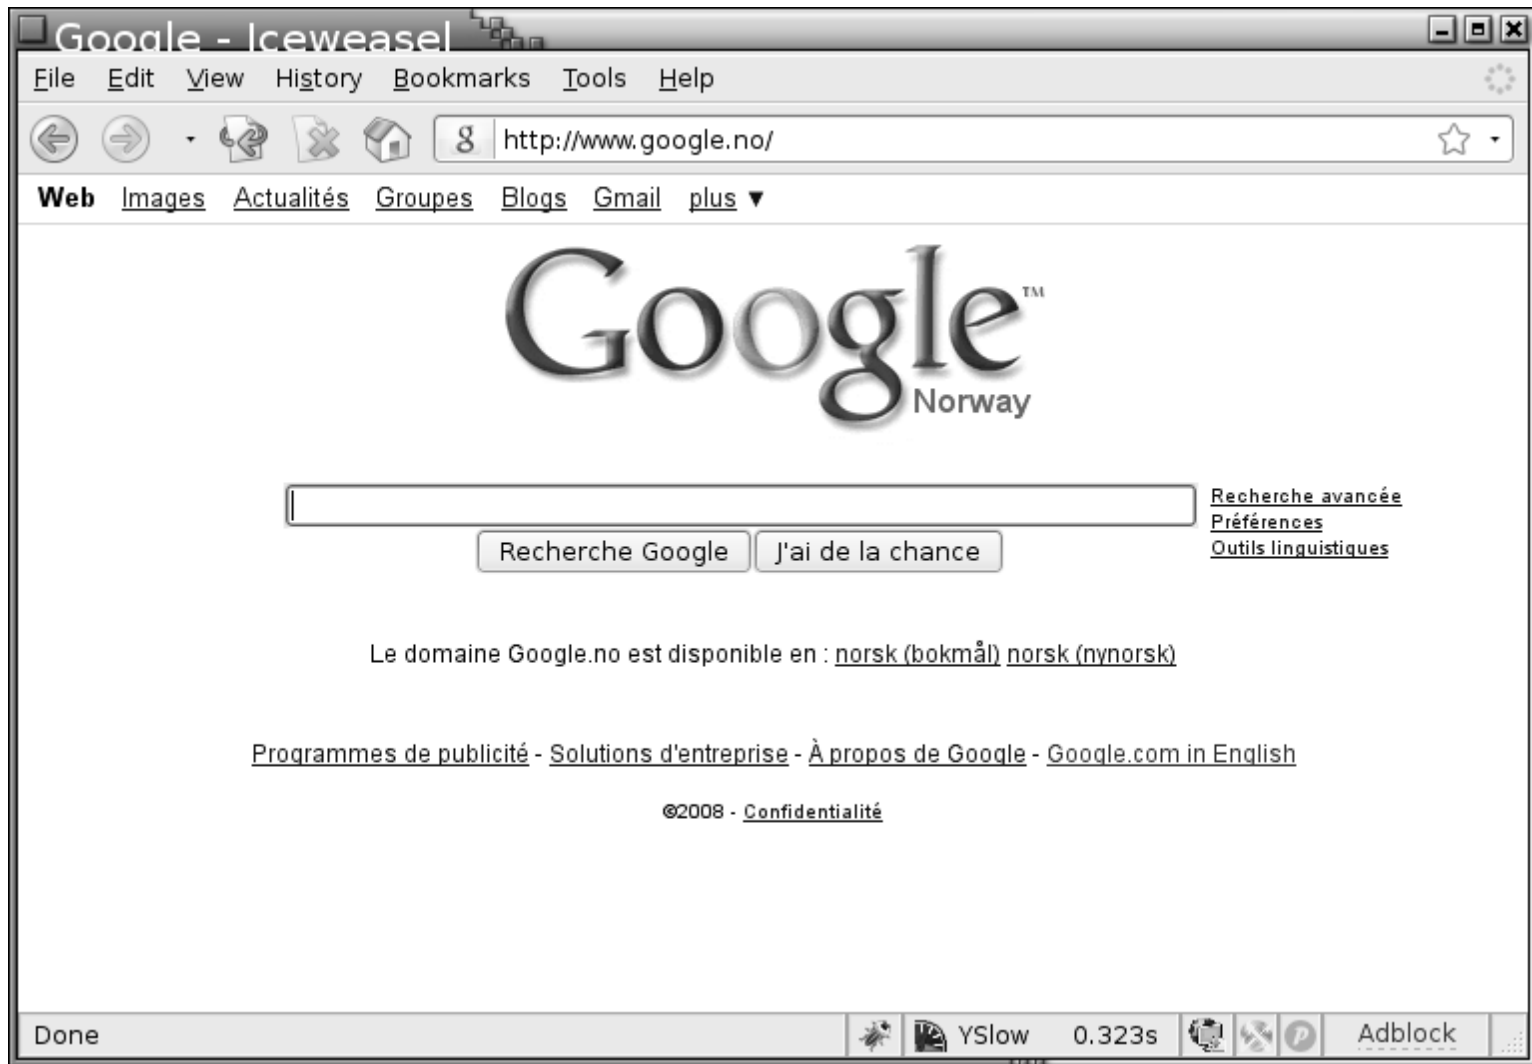 Google - Iceweasel
File Edit View History Bookmarks Tools Help
g http://www.google.no/
Web Images Actualités Groupes Blogs Gmail plus ▼
Google™
Norway
Recherche avancée
Préférences
Outils linguistiques
Recherche Google J'ai de la chance
Le domaine Google.no est disponible en : norsk (bokmål) norsk (nynorsk)
Programmes de publicité - Solutions d'entreprise - À propos de Google - Google.com in English
©2008 - Confidentialité
Done YSlow 0.323s P Adblock